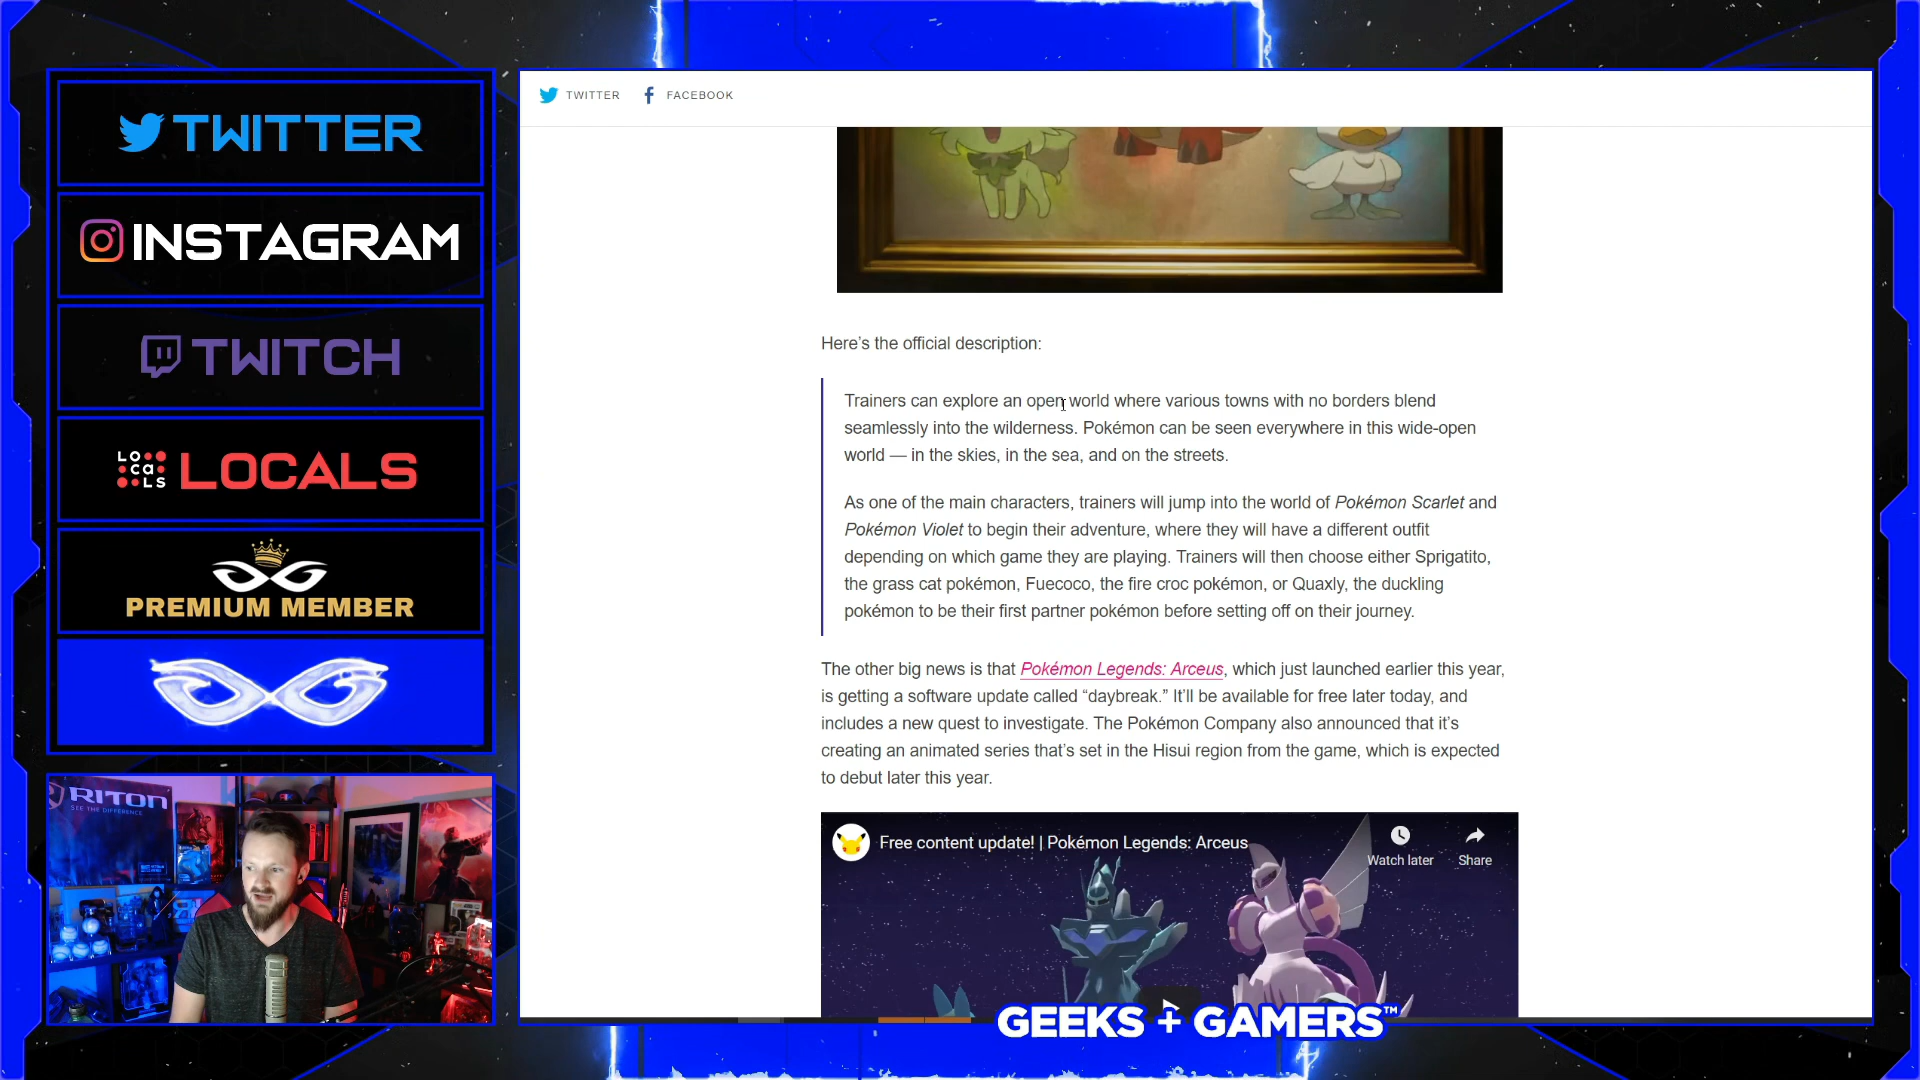 TWITTER
INSTAGRAM
TWITCH
LOCALS
LOCALS
PREMIUM MEMBER
RITON
SEE THE DIFFERENCE
TWITTER FACEBOOK
Here’s the official description:
Trainers can explore an open world where various towns with no borders blend
seamlessly into the wilderness. Pokémon can be seen everywhere in this wide-open
world — in the skies, in the sea, and on the streets.
As one of the main characters, trainers will jump into the world of Pokémon Scarlet and
Pokémon Violet to begin their adventure, where they will have a different outfit
depending on which game they are playing. Trainers will then choose either Sprigatito,
the grass cat pokémon, Fuecoco, the fire croc pokémon, or Quaxly, the duckling
pokémon to be their first partner pokémon before setting off on their journey.
The other big news is that Pokémon Legends: Arceus, which just launched earlier this year,
is getting a software update called “daybreak.” It’ll be available for free later today, and
includes a new quest to investigate. The Pokémon Company also announced that it’s
creating an animated series that’s set in the Hisui region from the game, which is expected
to debut later this year.
Free content update! | Pokémon Legends: Arceus
Watch later
Share
GEEKS + GAMERS™